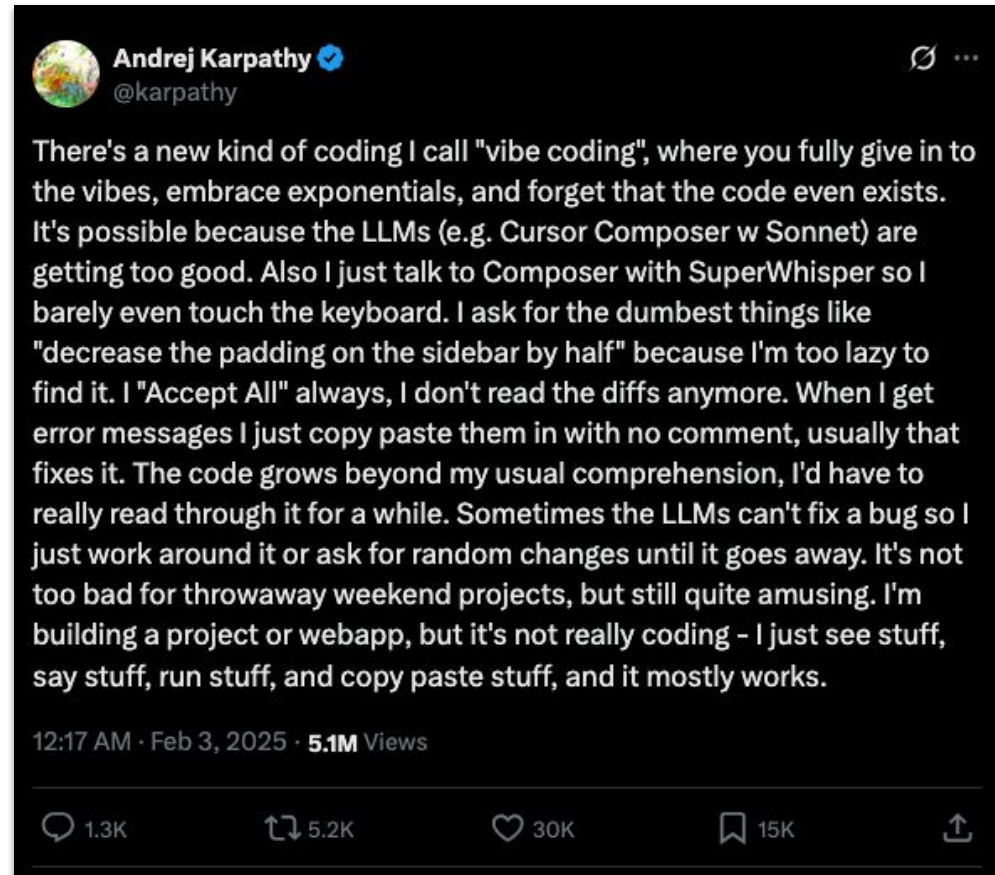 Andrej Karpathy
@karpathy
There's a new kind of coding I call "vibe coding", where you fully give in to
the vibes, embrace exponentials, and forget that the code even exists.
It's possible because the LLMs (e.g. Cursor Composer w Sonnet) are
getting too good. Also I just talk to Composer with SuperWhisper so I
barely even touch the keyboard. I ask for the dumbest things like
"decrease the padding on the sidebar by half" because I'm too lazy to
find it. I "Accept All" always, I don't read the diffs anymore. When I get
error messages I just copy paste them in with no comment, usually that
fixes it. The code grows beyond my usual comprehension, I'd have to
really read through it for a while. Sometimes the LLMs can't fix a bug so I
just work around it or ask for random changes until it goes away. It's not
too bad for throwaway weekend projects, but still quite amusing. I'm
building a project or webapp, but it's not really coding – I just see stuff,
say stuff, run stuff, and copy paste stuff, and it mostly works.
12:17 AM · Feb 3, 2025 · 5.1M Views
1.3K 5.2K 30K 15K